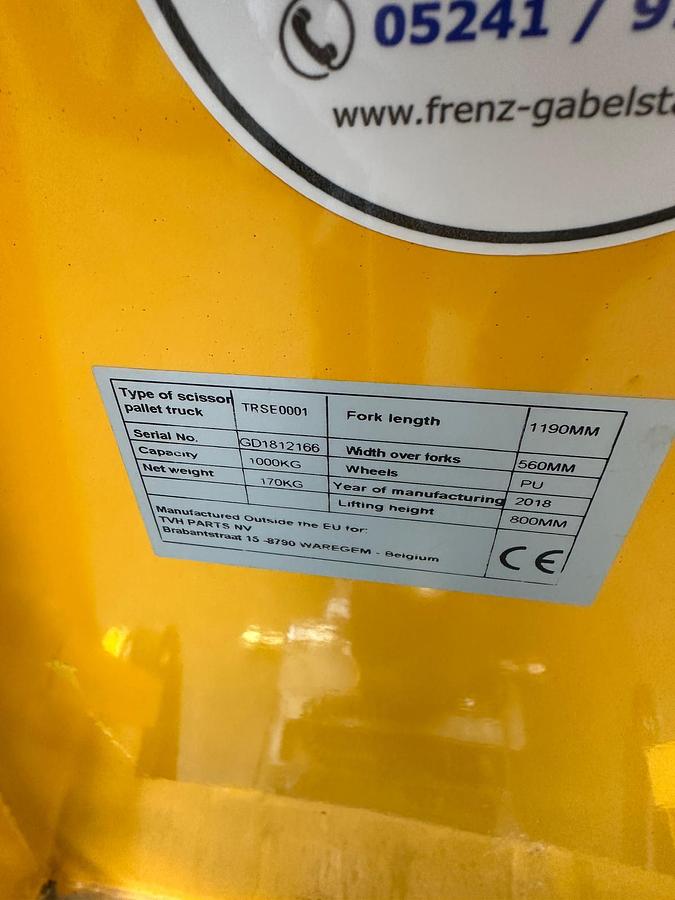 05241 / 9
www.frenz-gabelsta
Type of scissor
pallet truck
TRSE0001
Fork length
1190MM
Serial No.
GD1812166
Width over forks
560MM
Capacity
1000KG
Wheels
PU
Net weight
170KG
Year of manufacturing
2018
Lifting height
800MM
Manufactured Outside the EU for:
TVH PARTS NV
Brabantstraat 15 -8790 WAREGEM - Belgium
CE